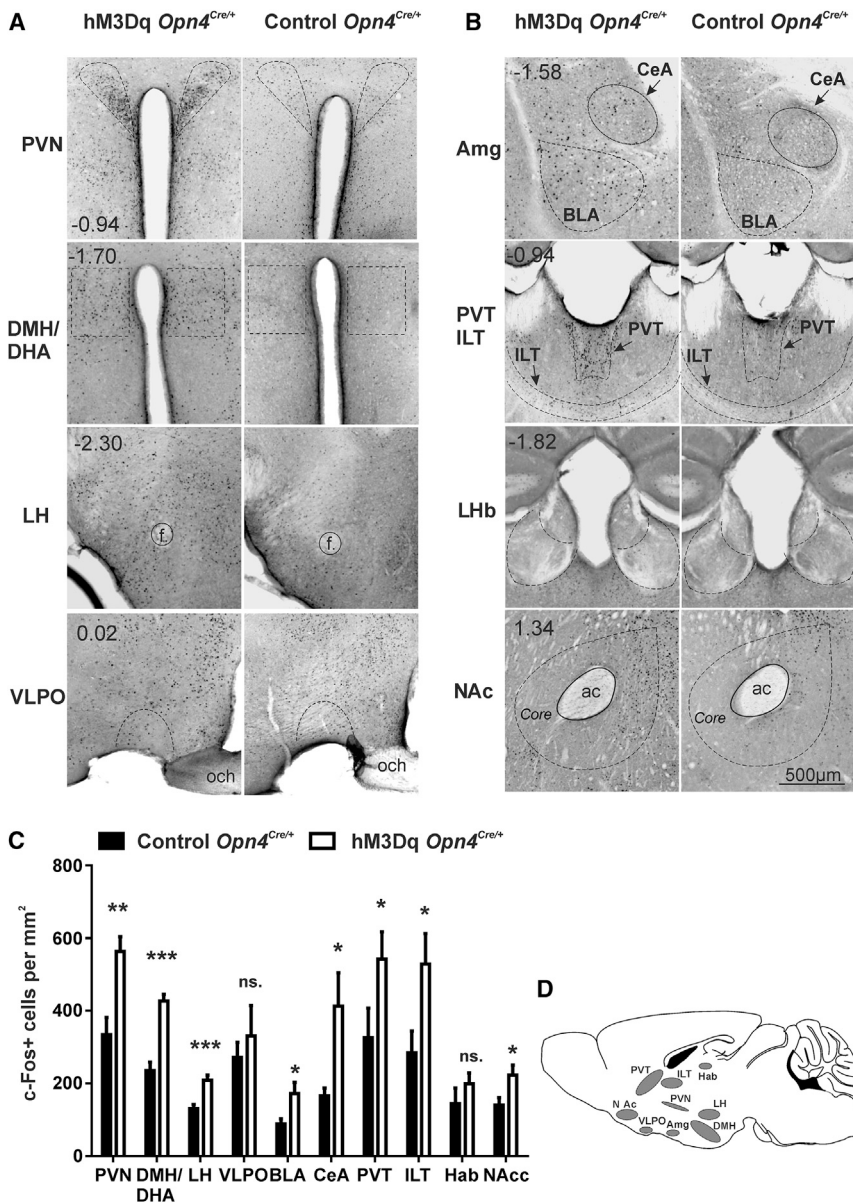 A
hM3Dq Opn4Cre/+
Control Opn4Cre/+
PVN
-0.94
-1.70
DMH/
DHA
-2.30
LH
f.
f.
0.02
VLPO
och
och
B
hM3Dq Opn4Cre/+
Control Opn4Cre/+
-1.58
CeA
CeA
Amg
BLA
BLA
-0.94
PVT
ILT
PVT
PVT
ILT
ILT
-1.82
LHb
1.34
NAc
ac
ac
Core
Core
500µm
C
Control Opn4Cre/+
hM3Dq Opn4Cre/+
c-Fos+ cells per mm2
800
600
400
200
0
**
***
***
ns.
*
*
*
*
ns.
*
PVN
DMH/
DHA
LH
VLPO
BLA
CeA
PVT
ILT
Hab
NAcc
D
PVT
ILT
Hab
N Ac
PVN
LH
VLPO
Amg
DMH